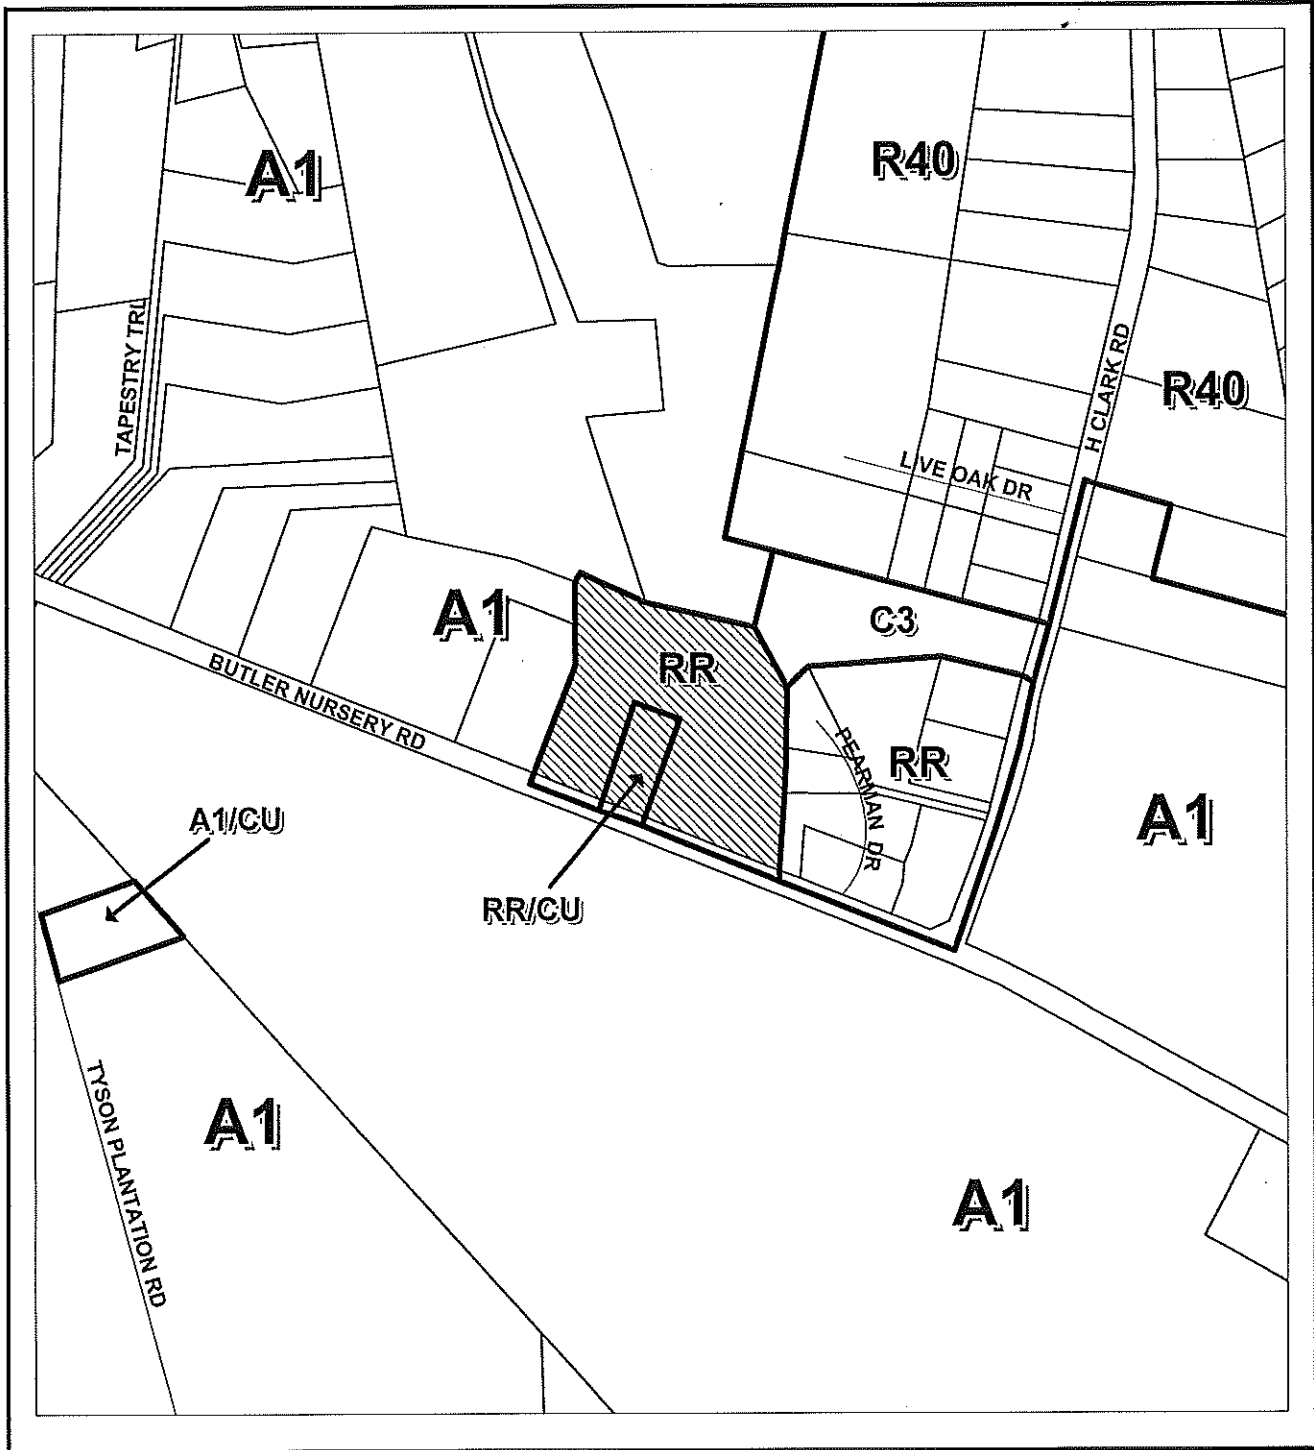 A1
R40
TAPESTRY TRL
H CLARK RD
R40
LIVE OAK DR
A1
C3
RR
BUTLER NURSERY RD
PEARMAN DR
RR
A1/CU
A1
RR/CU
TYSON PLANTATION RD
A1
A1